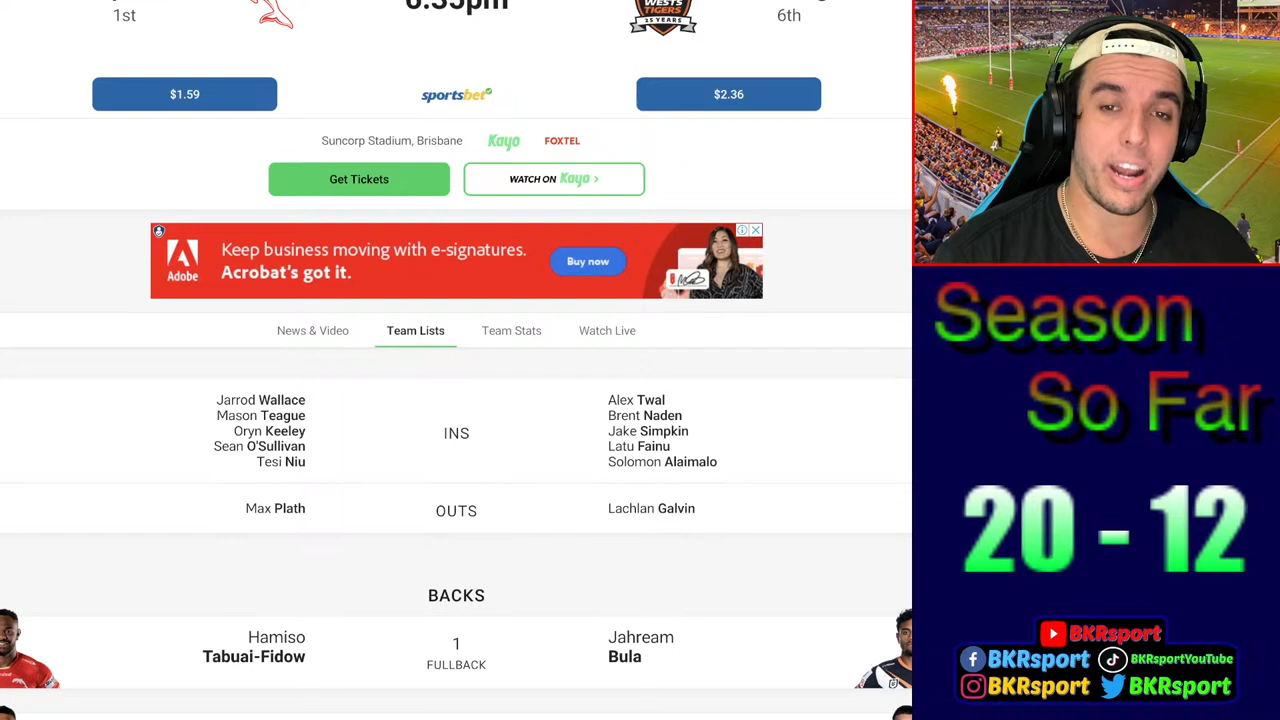 6:35pm
1st
6th
WESTS
TIGERS
25 YEARS
$1.59
sportsbet
$2.36
Suncorp Stadium, Brisbane
Kayo
FOXTEL
Get Tickets
WATCH ON Kayo >
Adobe
Keep business moving with e-signatures.
Acrobat's got it.
Buy now
News & Video
Team Lists
Team Stats
Watch Live
Jarrod Wallace
Mason Teague
Oryn Keeley
Sean O'Sullivan
Tesi Niu
INS
Alex Twal
Brent Naden
Jake Simpkin
Latu Fainu
Solomon Alaimalo
Max Plath
OUTS
Lachlan Galvin
BACKS
Hamiso
Tabuai-Fidow
1
FULLBACK
Jahream
Bula
Season
So Far
20 - 12
BKRsport
BKRsport
BKRsportYouTube
BKRsport
BKRsport